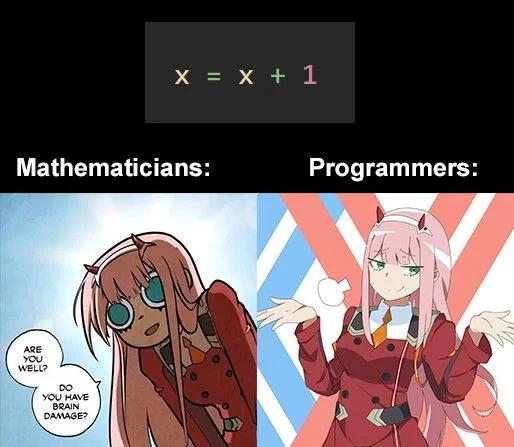 x = x + 1
Mathematicians:
Programmers:
ARE
YOU
WELL?
DO
YOU HAVE
BRAIN
DAMAGE?